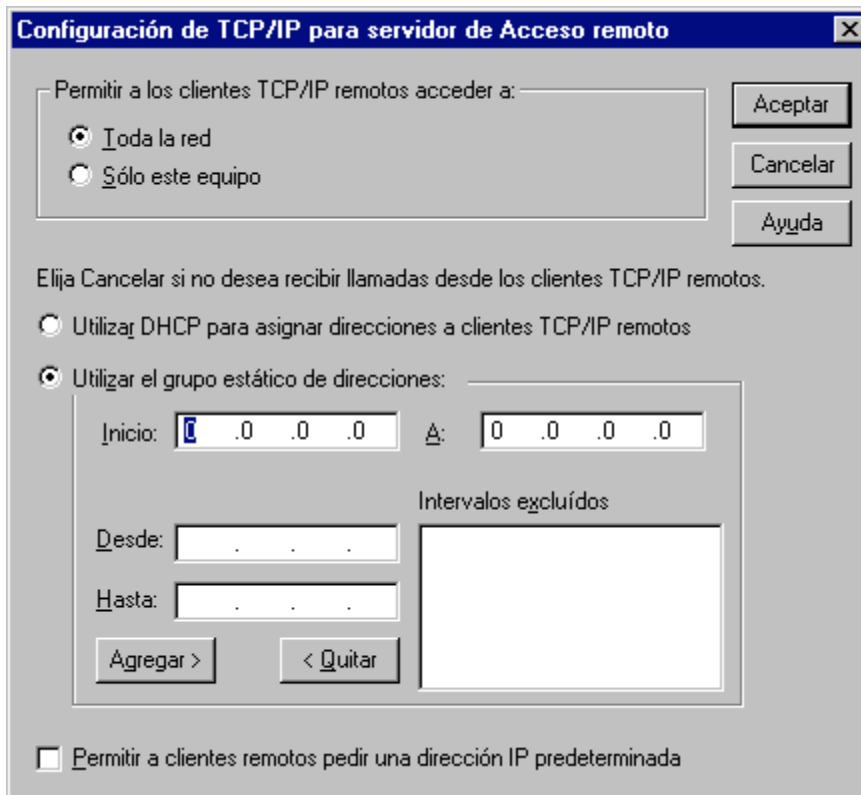 Configuración de TCP/IP para servidor de Acceso remoto
Permitir a los clientes TCP/IP remotos acceder a:
Toda la red
Sólo este equipo
Aceptar
Cancelar
Ayuda
Elija Cancelar si no desea recibir llamadas desde los clientes TCP/IP remotos.
Utilizar DHCP para asignar direcciones a clientes TCP/IP remotos
Utilizar el grupo estático de direcciones:
Inicio: 0 .0 .0 .0 A: 0 .0 .0 .0
Intervalos excluídos
Desde: . . .
Hasta: . . .
Agregar > < Quitar
Permitir a clientes remotos pedir una dirección IP predeterminada